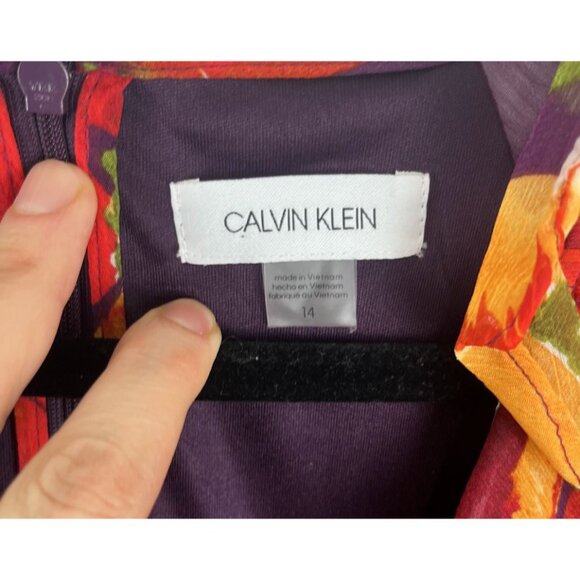 CALVIN KLEIN
made in Vietnam
hecho en Vietnam
fabriqué au Vietnam
14